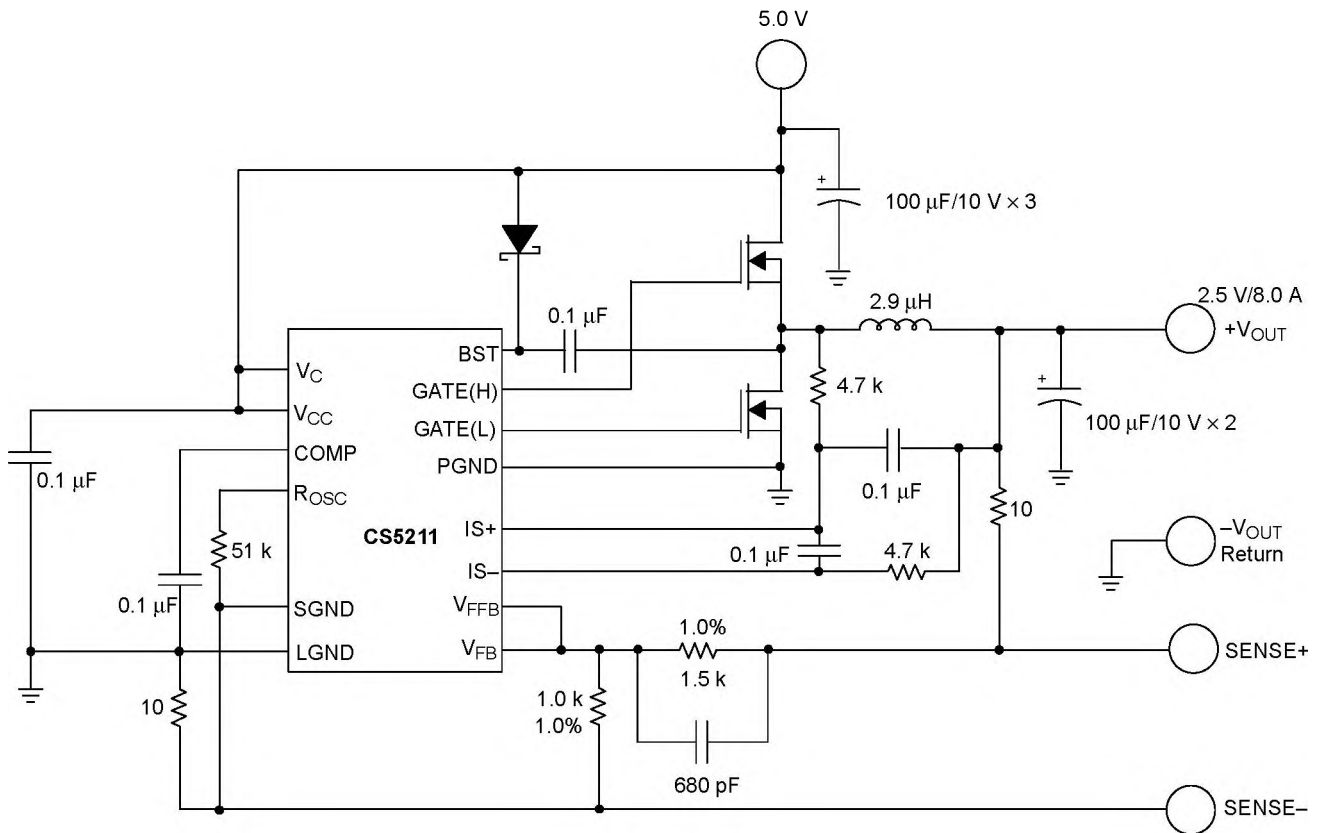 5.0 V
100 μF/10 V × 3
2.9 μH
2.5 V/8.0 A
+VOUT
0.1 μF
BST
VC
GATE(H)
4.7 k
VCC
GATE(L)
100 μF/10 V × 2
COMP
PGND
0.1 μF
0.1 μF
ROSC
10
IS+
CS5211
–VOUT
Return
51 k
0.1 μF
4.7 k
IS–
0.1 μF
SGND
VFFB
1.0%
LGND
VFB
SENSE+
1.5 k
10
1.0 k
1.0%
680 pF
SENSE–